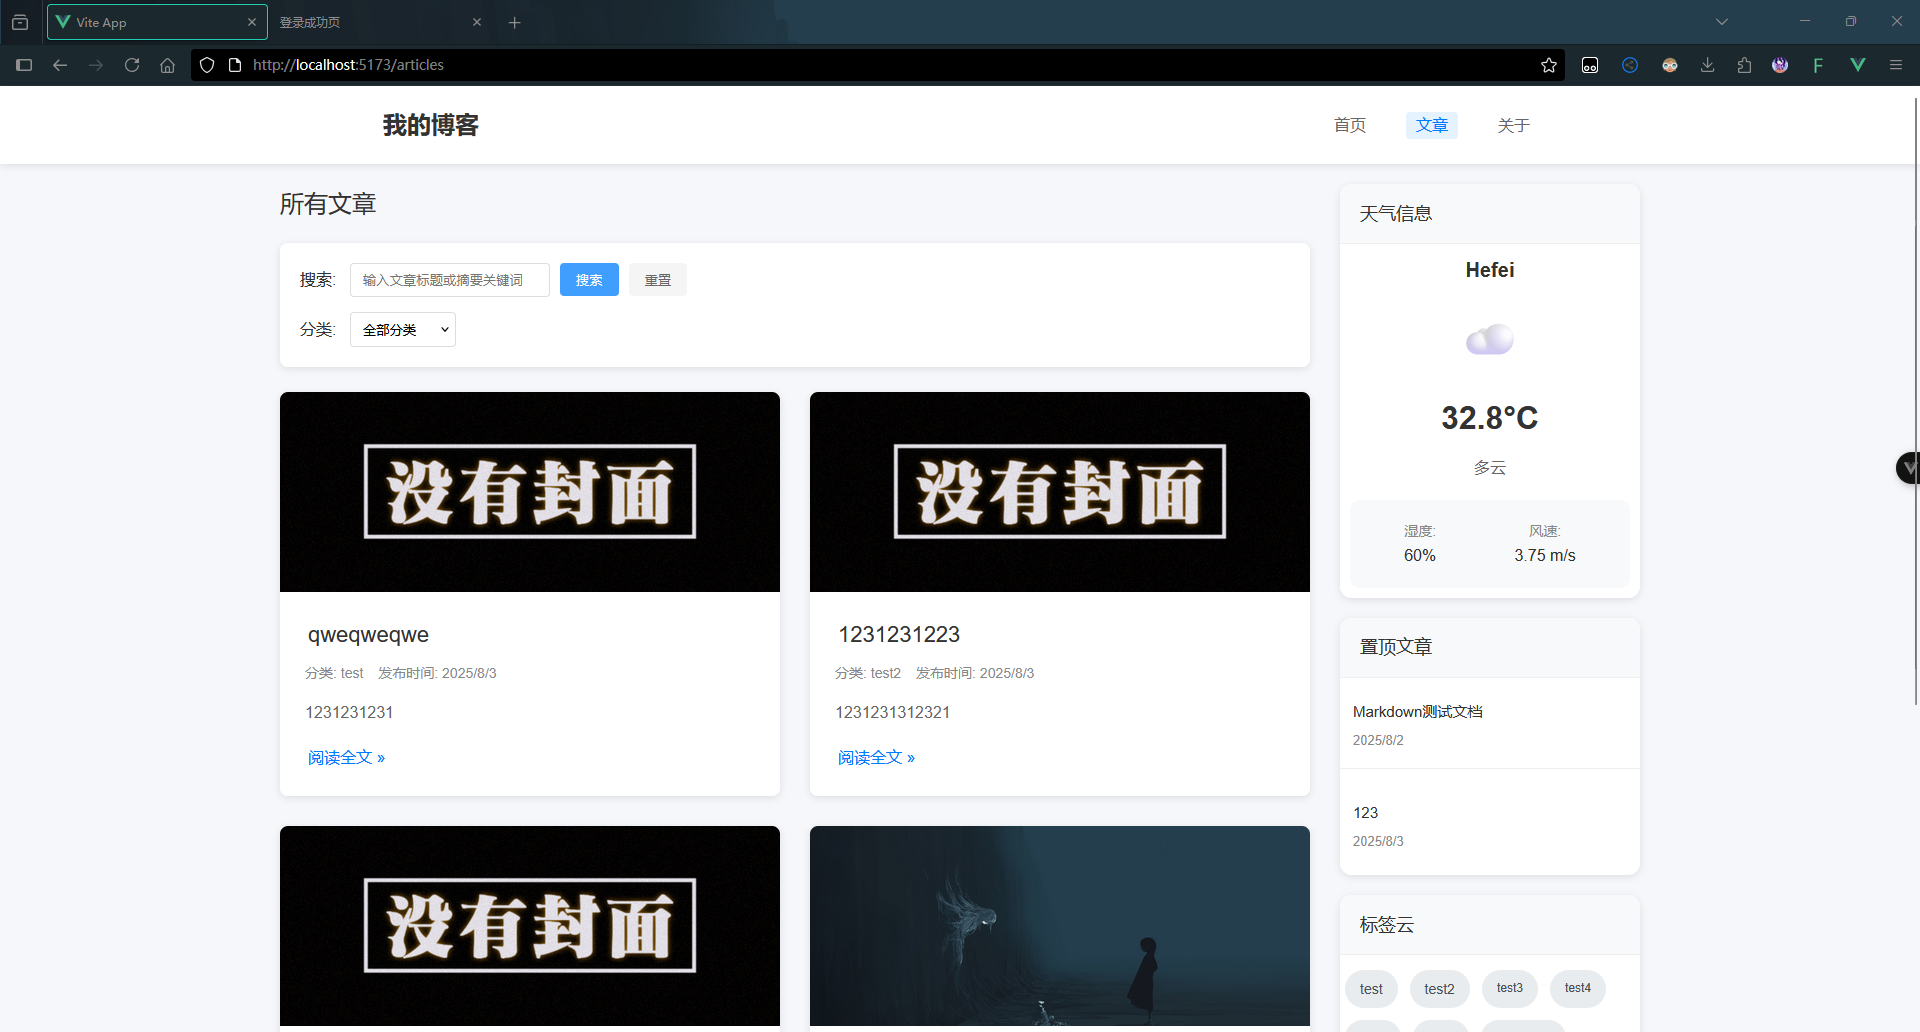 Vite App
登录成功页
http://localhost:5173/articles
F
我的博客
首页
文章
关于
所有文章
搜索:
输入文章标题或摘要关键词
搜索
重置
分类:
全部分类
没有封面
qweqweqwe
分类: test 发布时间: 2025/8/3
1231231231
阅读全文 »
没有封面
1231231223
分类: test2 发布时间: 2025/8/3
1231231312321
阅读全文 »
没有封面
天气信息
Hefei
32.8°C
多云
湿度:
60%
风速:
3.75 m/s
置顶文章
Markdown测试文档
2025/8/2
123
2025/8/3
标签云
test
test2
test3
test4